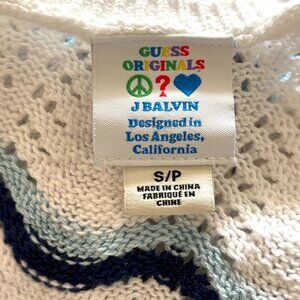 GUESS
ORIGINALS
?
J BALVIN
Designed in
Los Angeles,
California
S/P
MADE IN CHINA
FABRIQUÉ EN
CHINE